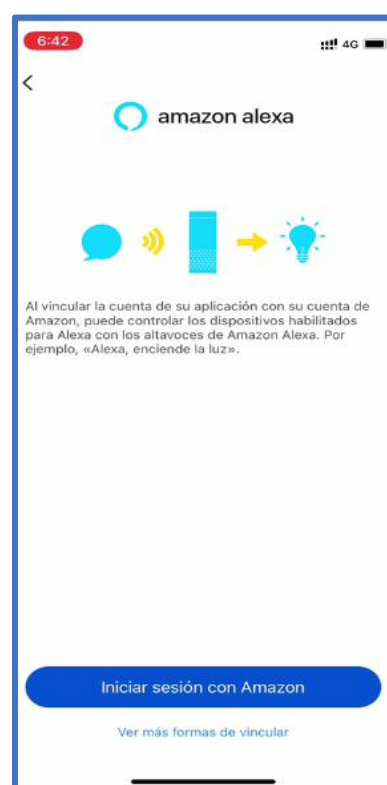 6:42
4G
amazon alexa
Al vincular la cuenta de su aplicación con su cuenta de
Amazon, puede controlar los dispositivos habilitados
para Alexa con los altavoces de Amazon Alexa. Por
ejemplo, «Alexa, enciende la luz».
Iniciar sesión con Amazon
Ver más formas de vincular